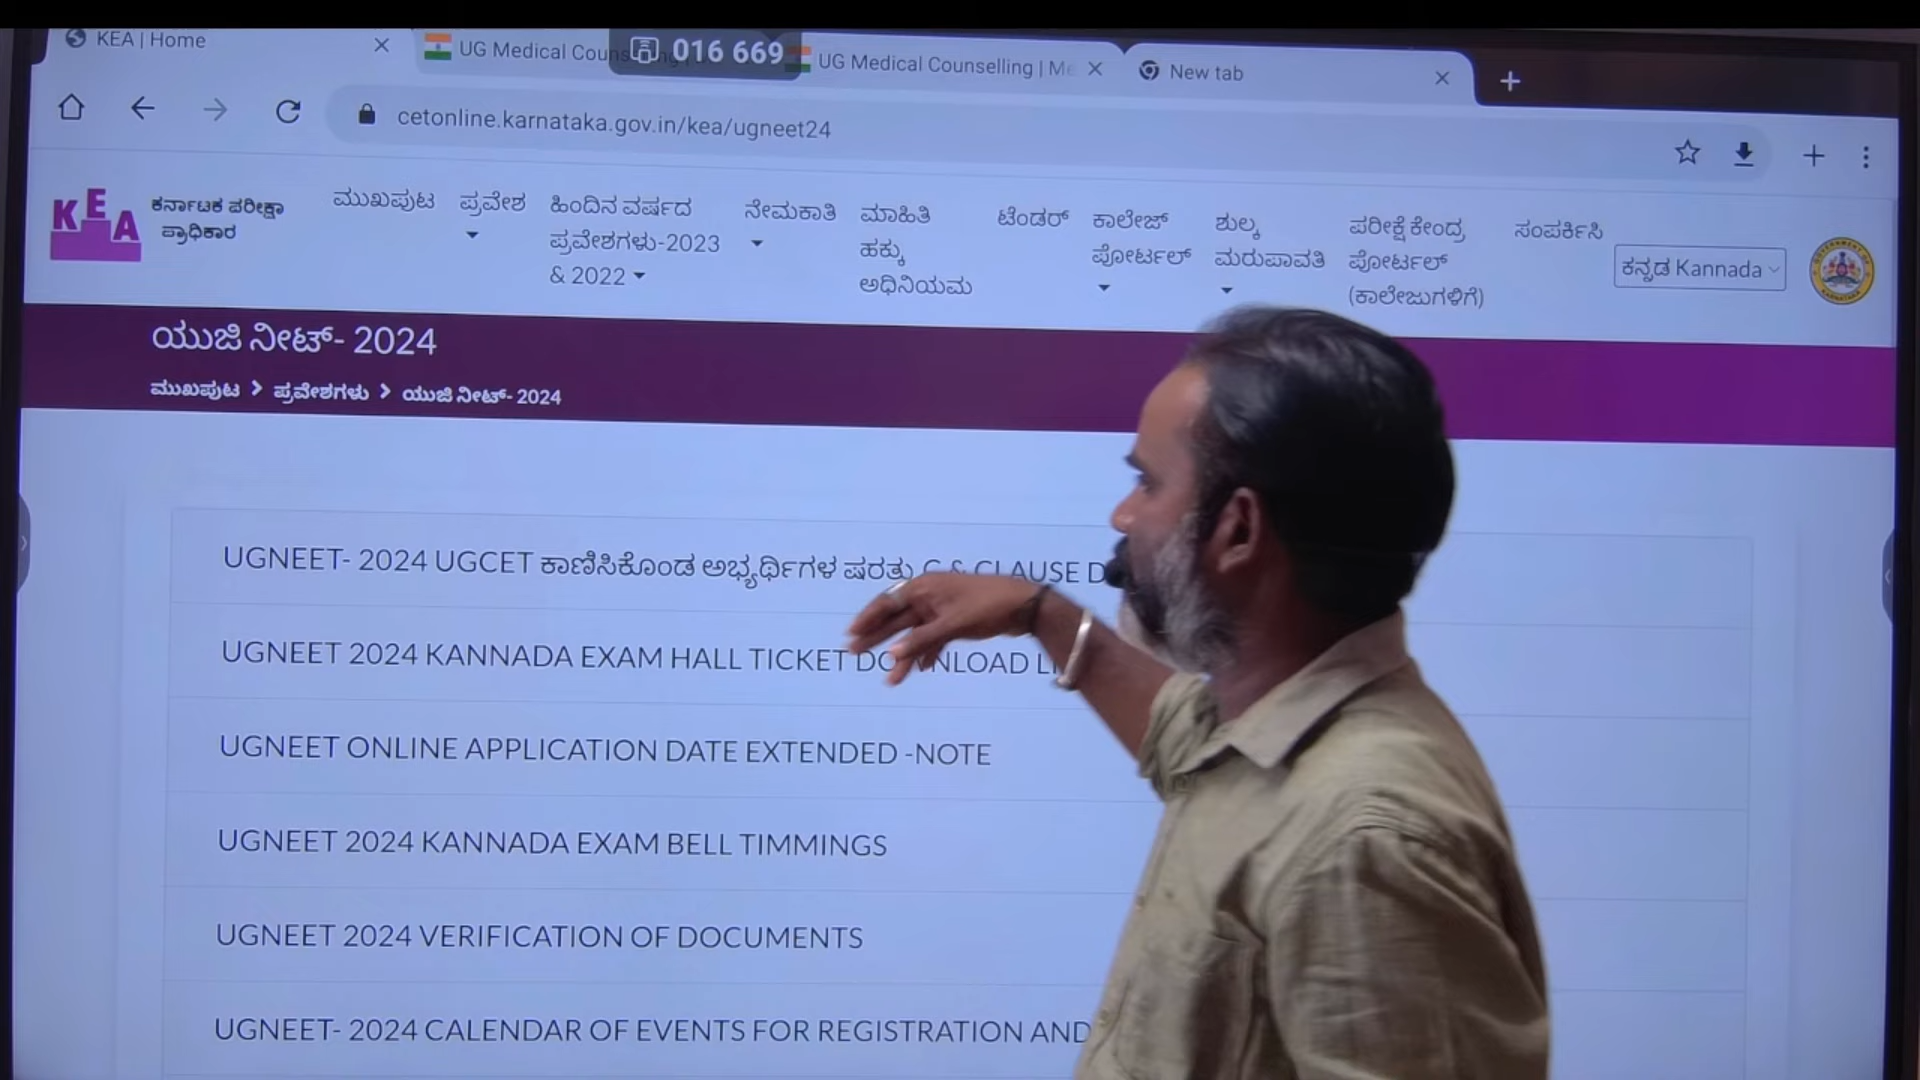 KEA | Home
UG Medical Coun
016 669
UG Medical Counselling | Me
New tab
cetonline.karnataka.gov.in/kea/ugneet24
KEA
ಕರ್ನಾಟಕ ಪರೀಕ್ಷಾ
ಪ್ರಾಧಿಕಾರ
ಮುಖಪುಟ
ಪ್ರವೇಶ
ಹಿಂದಿನ ವರ್ಷದ
ಪ್ರವೇಶಗಳು-2023
& 2022
ನೇಮಕಾತಿ
ಮಾಹಿತಿ
ಹಕ್ಕು
ಅಧಿನಿಯಮ
ಟೆಂಡರ್
ಕಾಲೇಜ್
ಪೋರ್ಟಲ್
ಶುಲ್ಕ
ಮರುಪಾವತಿ
ಪರೀಕ್ಷೆ ಕೇಂದ್ರ
ಪೋರ್ಟಲ್
(ಕಾಲೇಜುಗಳಿಗೆ)
ಸಂಪರ್ಕಿಸಿ
ಕನ್ನಡ Kannada
ಯುಜಿ ನೀಟ್- 2024
ಮುಖಪುಟ > ಪ್ರವೇಶಗಳು > ಯುಜಿ ನೀಟ್- 2024
UGNEET- 2024 UGCET ಕಾಣಿಸಿಕೊಂಡ ಅಭ್ಯರ್ಥಿಗಳ ಷರತ್ತು C & CLAUSE D
UGNEET 2024 KANNADA EXAM HALL TICKET DOWNLOAD LI
UGNEET ONLINE APPLICATION DATE EXTENDED -NOTE
UGNEET 2024 KANNADA EXAM BELL TIMMINGS
UGNEET 2024 VERIFICATION OF DOCUMENTS
UGNEET- 2024 CALENDAR OF EVENTS FOR REGISTRATION AND